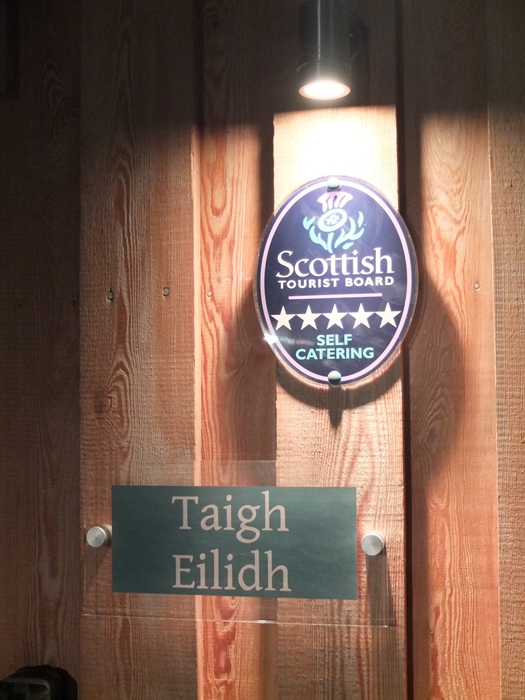 Scottish
TOURIST BOARD
SELF
CATERING
Taigh
Eilidh